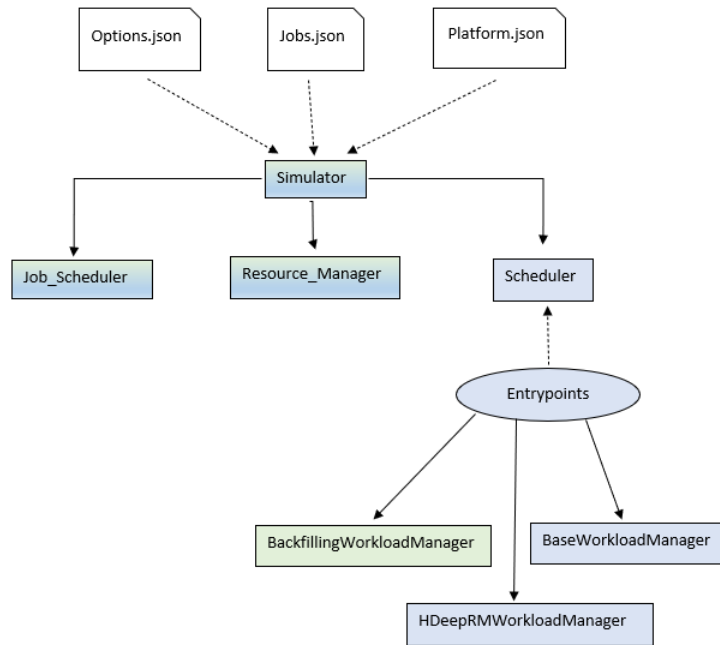 Options.json
Jobs.json
Platform.json
Simulator
Job_Scheduler
Resource_Manager
Scheduler
Entrypoints
BackfillingWorkloadManager
BaseWorkloadManager
HDeepRMWorkloadManager